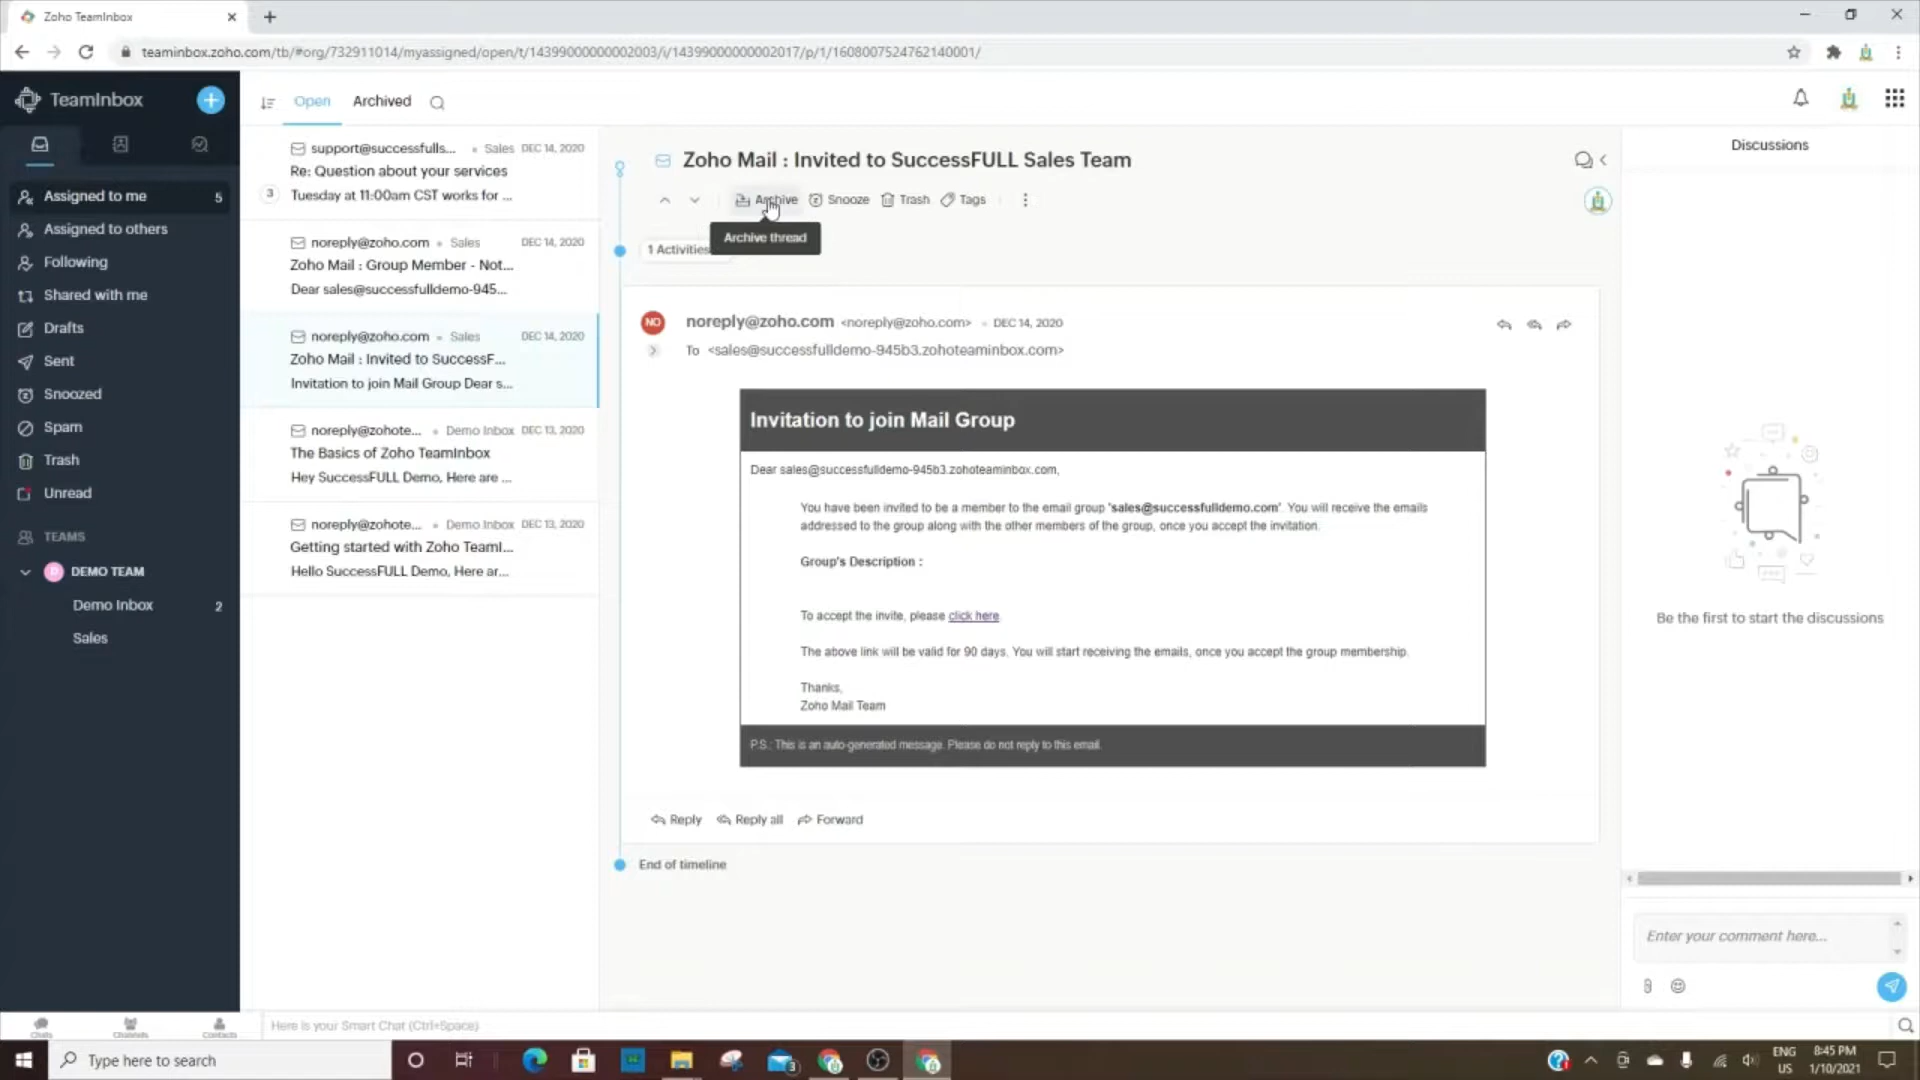 Zoho TeamInbox
teaminbox.zoho.com/tb/#org/732911014/myassigned/open/t/14399000000002003/i/14399000000002017/p/1/1608007524762140001/
TeamInbox
Open
Archived
Assigned to me 5
Assigned to others
Following
Shared with me
Drafts
Sent
Snoozed
Spam
Trash
Unread
TEAMS
DEMO TEAM
Demo Inbox 2
Sales
support@successfulls... Sales DEC 14, 2020
Re: Question about your services
3 Tuesday at 11:00am CST works for ...
noreply@zoho.com Sales DEC 14, 2020
Zoho Mail : Group Member - Not...
Dear sales@successfulldemo-945...
noreply@zoho.com Sales DEC 14, 2020
Zoho Mail : Invited to SuccessF...
Invitation to join Mail Group Dear s...
noreply@zohote... Demo Inbox DEC 13, 2020
The Basics of Zoho TeamInbox
Hey SuccessFULL Demo, Here are ...
noreply@zohote... Demo Inbox DEC 13, 2020
Getting started with Zoho TeamI...
Hello SuccessFULL Demo, Here ar...
Zoho Mail : Invited to SuccessFULL Sales Team
Archive Snooze Trash Tags
Archive thread
1 Activities
NO noreply@zoho.com <noreply@zoho.com> DEC 14, 2020
To <sales@successfulldemo-945b3.zohoteaminbox.com>
Invitation to join Mail Group
Dear sales@successfulldemo-945b3.zohoteaminbox.com,
You have been invited to be a member to the email group 'sales@successfulldemo.com'. You will receive the emails
addressed to the group along with the other members of the group, once you accept the invitation.
Group's Description :
To accept the invite, please click here
The above link will be valid for 90 days. You will start receiving the emails, once you accept the group membership.
Thanks,
Zoho Mail Team
P.S.: This is an auto-generated message. Please do not reply to this email.
Reply Reply all Forward
End of timeline
Discussions
Be the first to start the discussions
Enter your comment here...
Chats Channels Contacts
Here is your Smart Chat (Ctrl+Space)
Type here to search
3
ENG
US
8:45 PM
1/10/2021